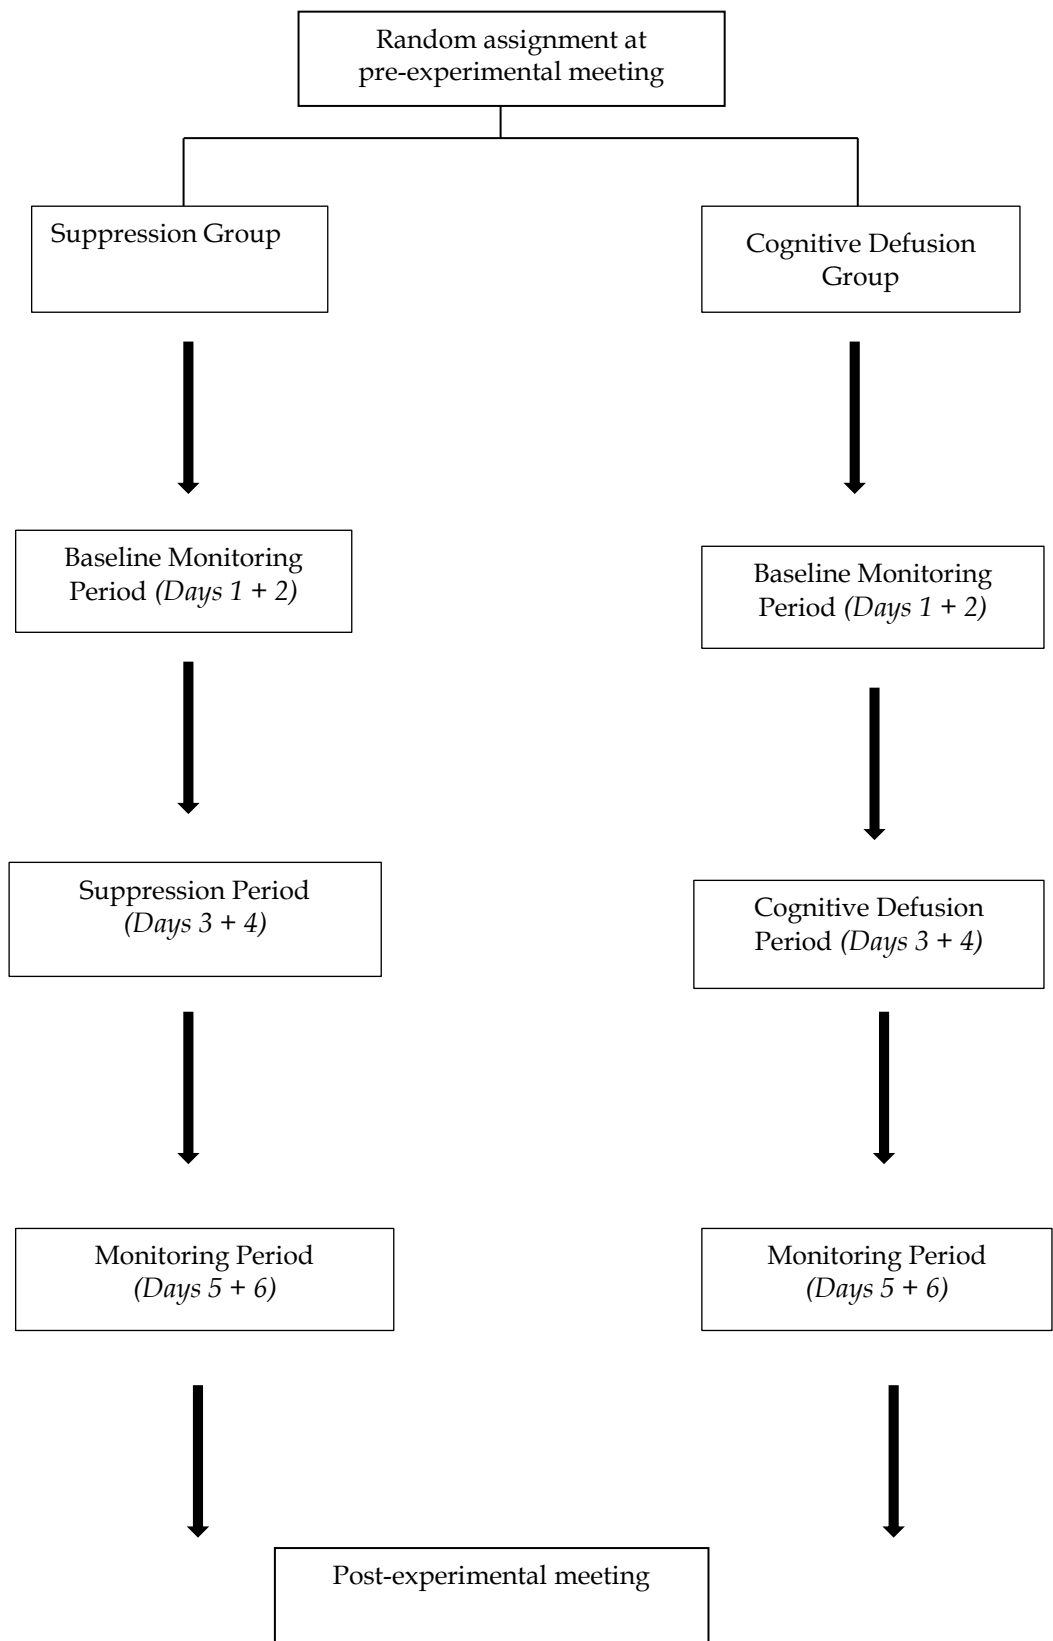 Random assignment at
pre-experimental meeting
Suppression Group
Cognitive Defusion
Group
Baseline Monitoring
Period (Days 1 + 2)
Baseline Monitoring
Period (Days 1 + 2)
Suppression Period
(Days 3 + 4)
Cognitive Defusion
Period (Days 3 + 4)
Monitoring Period
(Days 5 + 6)
Monitoring Period
(Days 5 + 6)
Post-experimental meeting